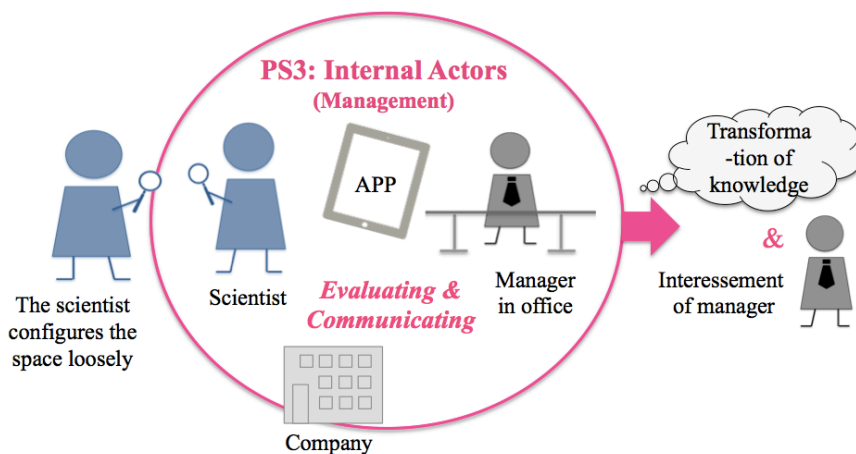 PS3: Internal Actors
(Management)
APP
Scientist
Manager
in office
Evaluating &
Communicating
Company
The scientist
configures the
space loosely
Transforma
-tion of
knowledge
&
Interessement
of manager